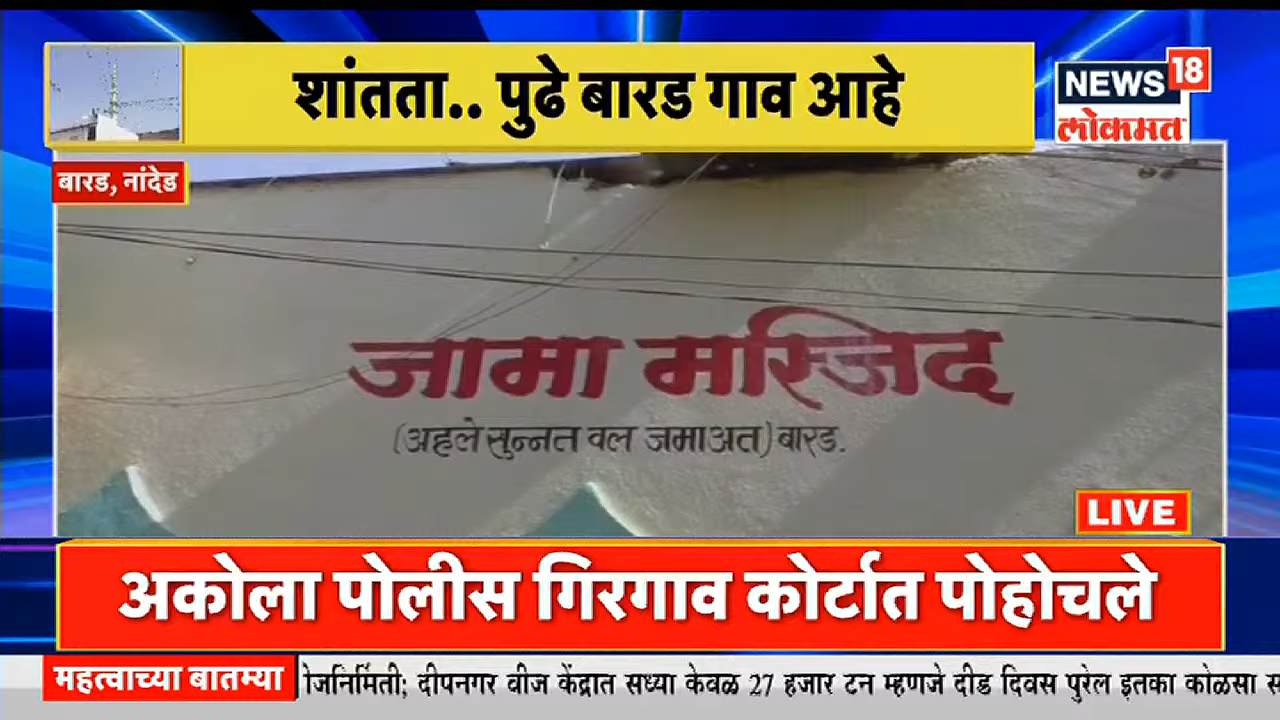 शांतता.. पुढे बारड गाव आहे
NEWS 18
लोकमत
बारड, नांदेड
जामा मस्जिद
(अहले सुन्नत वल जमाअत) बारड.
LIVE
अकोला पोलीस गिरगाव कोर्टात पोहोचले
महत्वाच्या बातम्या
दीपनगर वीज केंद्रात सध्या केवळ 27 हजार टन म्हणजे दीड दिवस पुरेल इतका कोळसा